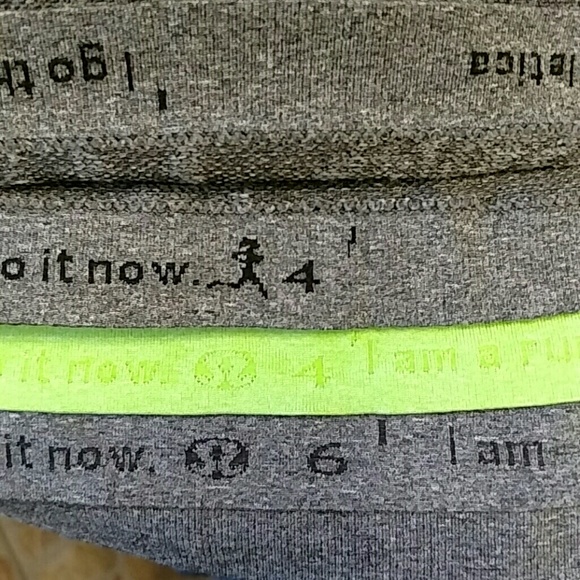 letica I go th
o it now. 4
it now. 4 I am a ru
it now. 6 I am